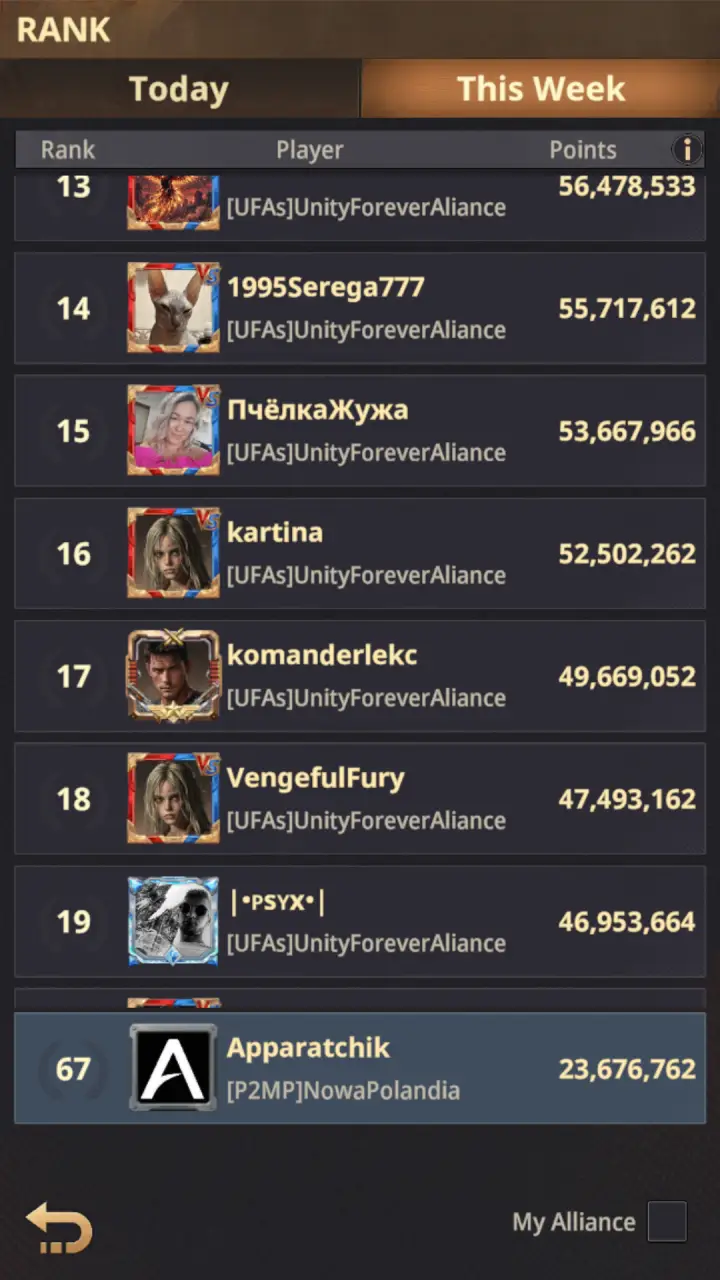 RANK
Today
This Week
Rank
Player
Points
i
13
[UFAs]UnityForeverAliance
56,478,533
14
1995Serega777
[UFAs]UnityForeverAliance
55,717,612
15
ПчёлкаЖужа
[UFAs]UnityForeverAliance
53,667,966
16
kartina
[UFAs]UnityForeverAliance
52,502,262
17
komanderlekc
[UFAs]UnityForeverAliance
49,669,052
18
VengefulFury
[UFAs]UnityForeverAliance
47,493,162
19
|•ᴘsʏx•|
[UFAs]UnityForeverAliance
46,953,664
67
Apparatchik
[P2MP]NowaPolandia
23,676,762
My Alliance